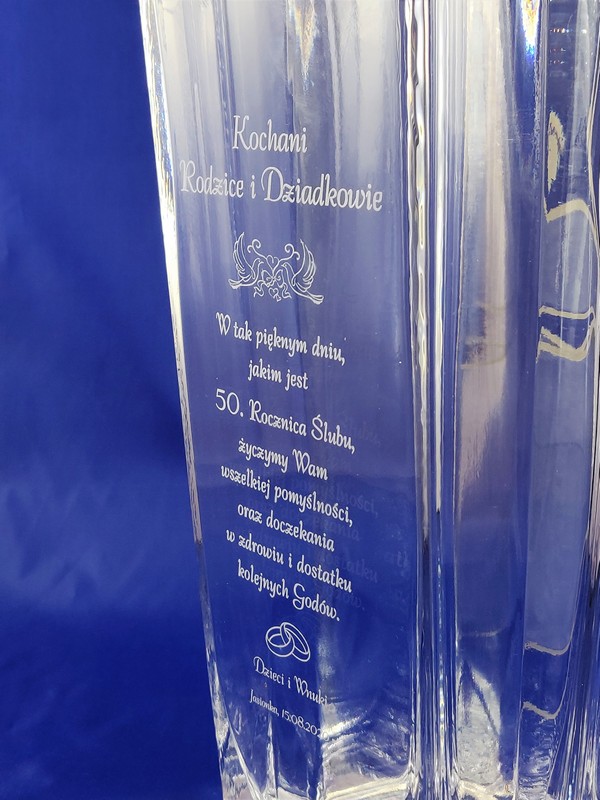 Kochani
Rodzice i Dziadkowie
W tak pięknym dniu,
jakim jest
50. Rocznica Ślubu,
życzymy Wam
wszelkiej pomyślności,
oraz doczekania
w zdrowiu i dostatku
kolejnych Godów.
Dzieci i Wnuki
Jasionka,